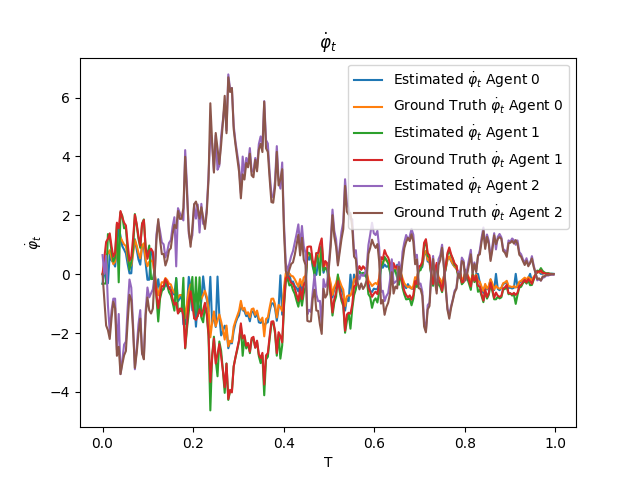 φ̇ₜ
Estimated φ̇ₜ Agent 0
Ground Truth φ̇ₜ Agent 0
Estimated φ̇ₜ Agent 1
Ground Truth φ̇ₜ Agent 1
Estimated φ̇ₜ Agent 2
Ground Truth φ̇ₜ Agent 2
φ̇ₜ
6
4
2
0
−2
−4
0.0 0.2 0.4 0.6 0.8 1.0
T